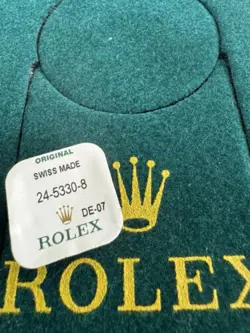 ORIGINAL
SWISS MADE
24-5330-8
DE-07
ROLEX
ROLEX